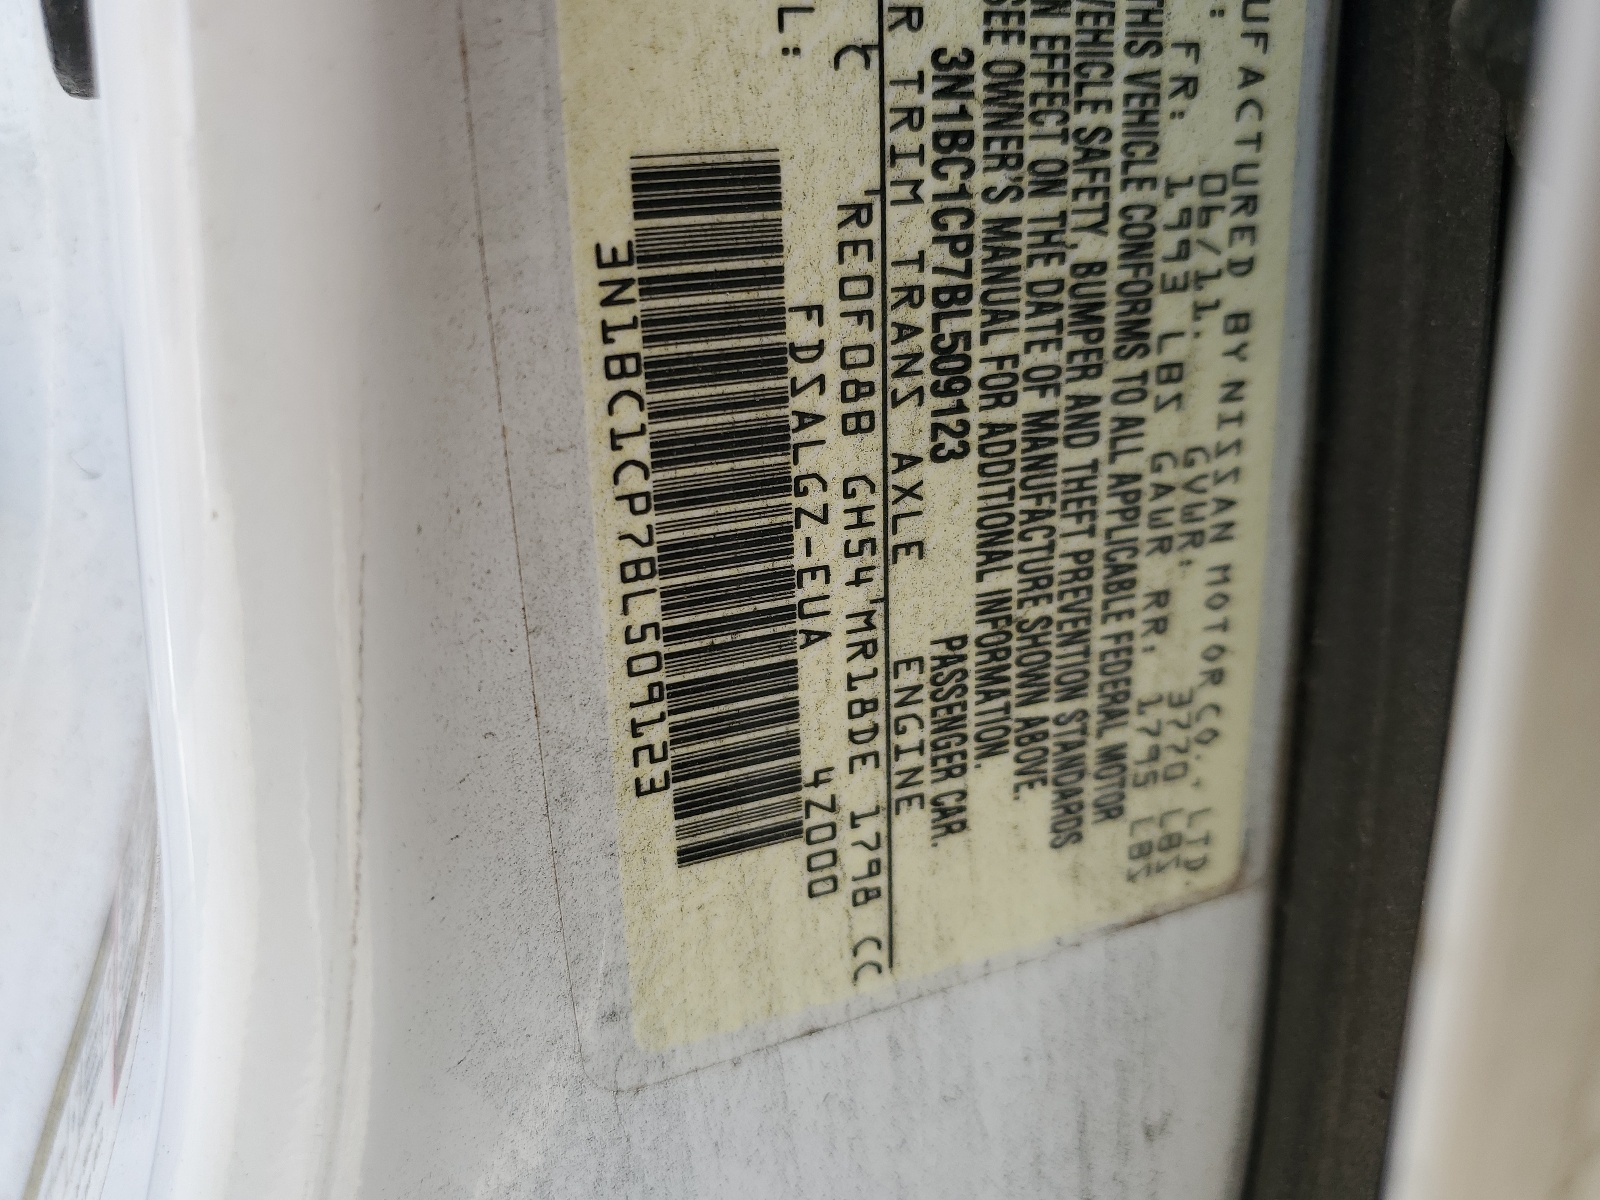 UFACTURED BY NISSAN MOTOR CO., LTD.
: 06/11. GVWR: 3770 LBS
FR: 1993 LBS GAWR RR: 1795 LBS
THIS VEHICLE CONFORMS TO ALL APPLICABLE FEDERAL MOTOR
VEHICLE SAFETY, BUMPER AND THEFT PREVENTION STANDARDS
N EFFECT ON THE DATE OF MANUFACTURE SHOWN ABOVE.
SEE OWNER'S MANUAL FOR ADDITIONAL INFORMATION.
3N1BC1CP7BL509123 PASSENGER CAR.
R TRIM TRANS AXLE ENGINE
C RE0F08B GH54 MR18DE 1798 CC
L: FDSALGZ-EUA 4Z000
3N1BC1CP7BL509123